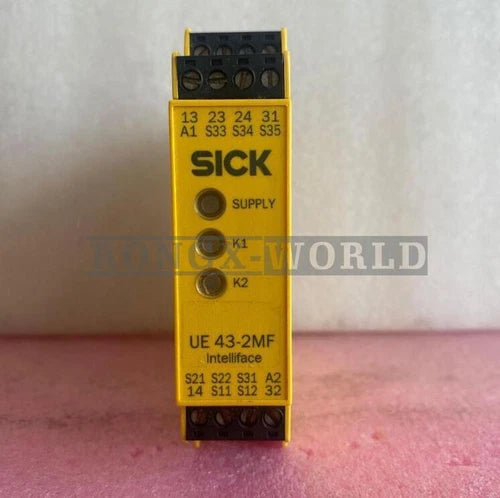 13 23 24 31
A1 S33 S34 S35
SICK
SUPPLY
K1
RONGX-WORLD
K2
UE 43-2MF
Intelliface
S21 S22 S31 A2
14 S11 S12 32